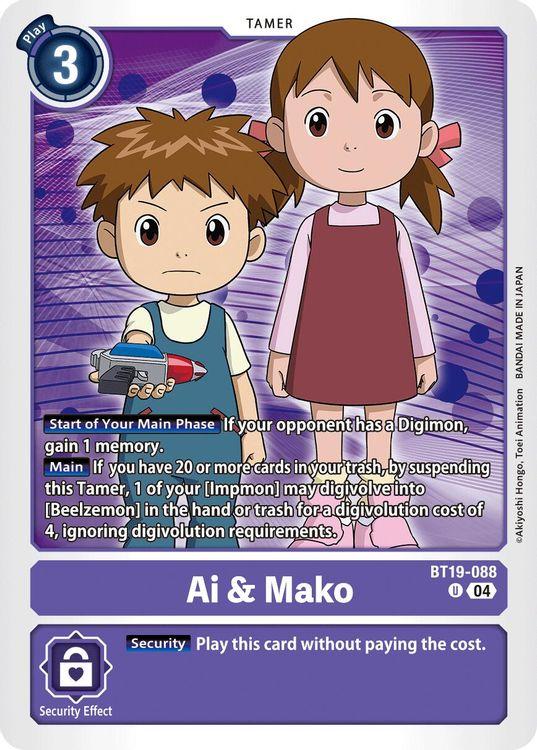 TAMER
Play
3
Start of Your Main Phase If your opponent has a Digimon,
gain 1 memory.
Main If you have 20 or more cards in your trash, by suspending
this Tamer, 1 of your [Impmon] may digivolve into
[Beelzemon] in the hand or trash for a digivolution cost of
4, ignoring digivolution requirements.
©Akiyoshi Hongo, Toei Animation BANDAI MADE IN JAPAN
BT19-088
Ai & Mako
U 04
Security Play this card without paying the cost.
Security Effect